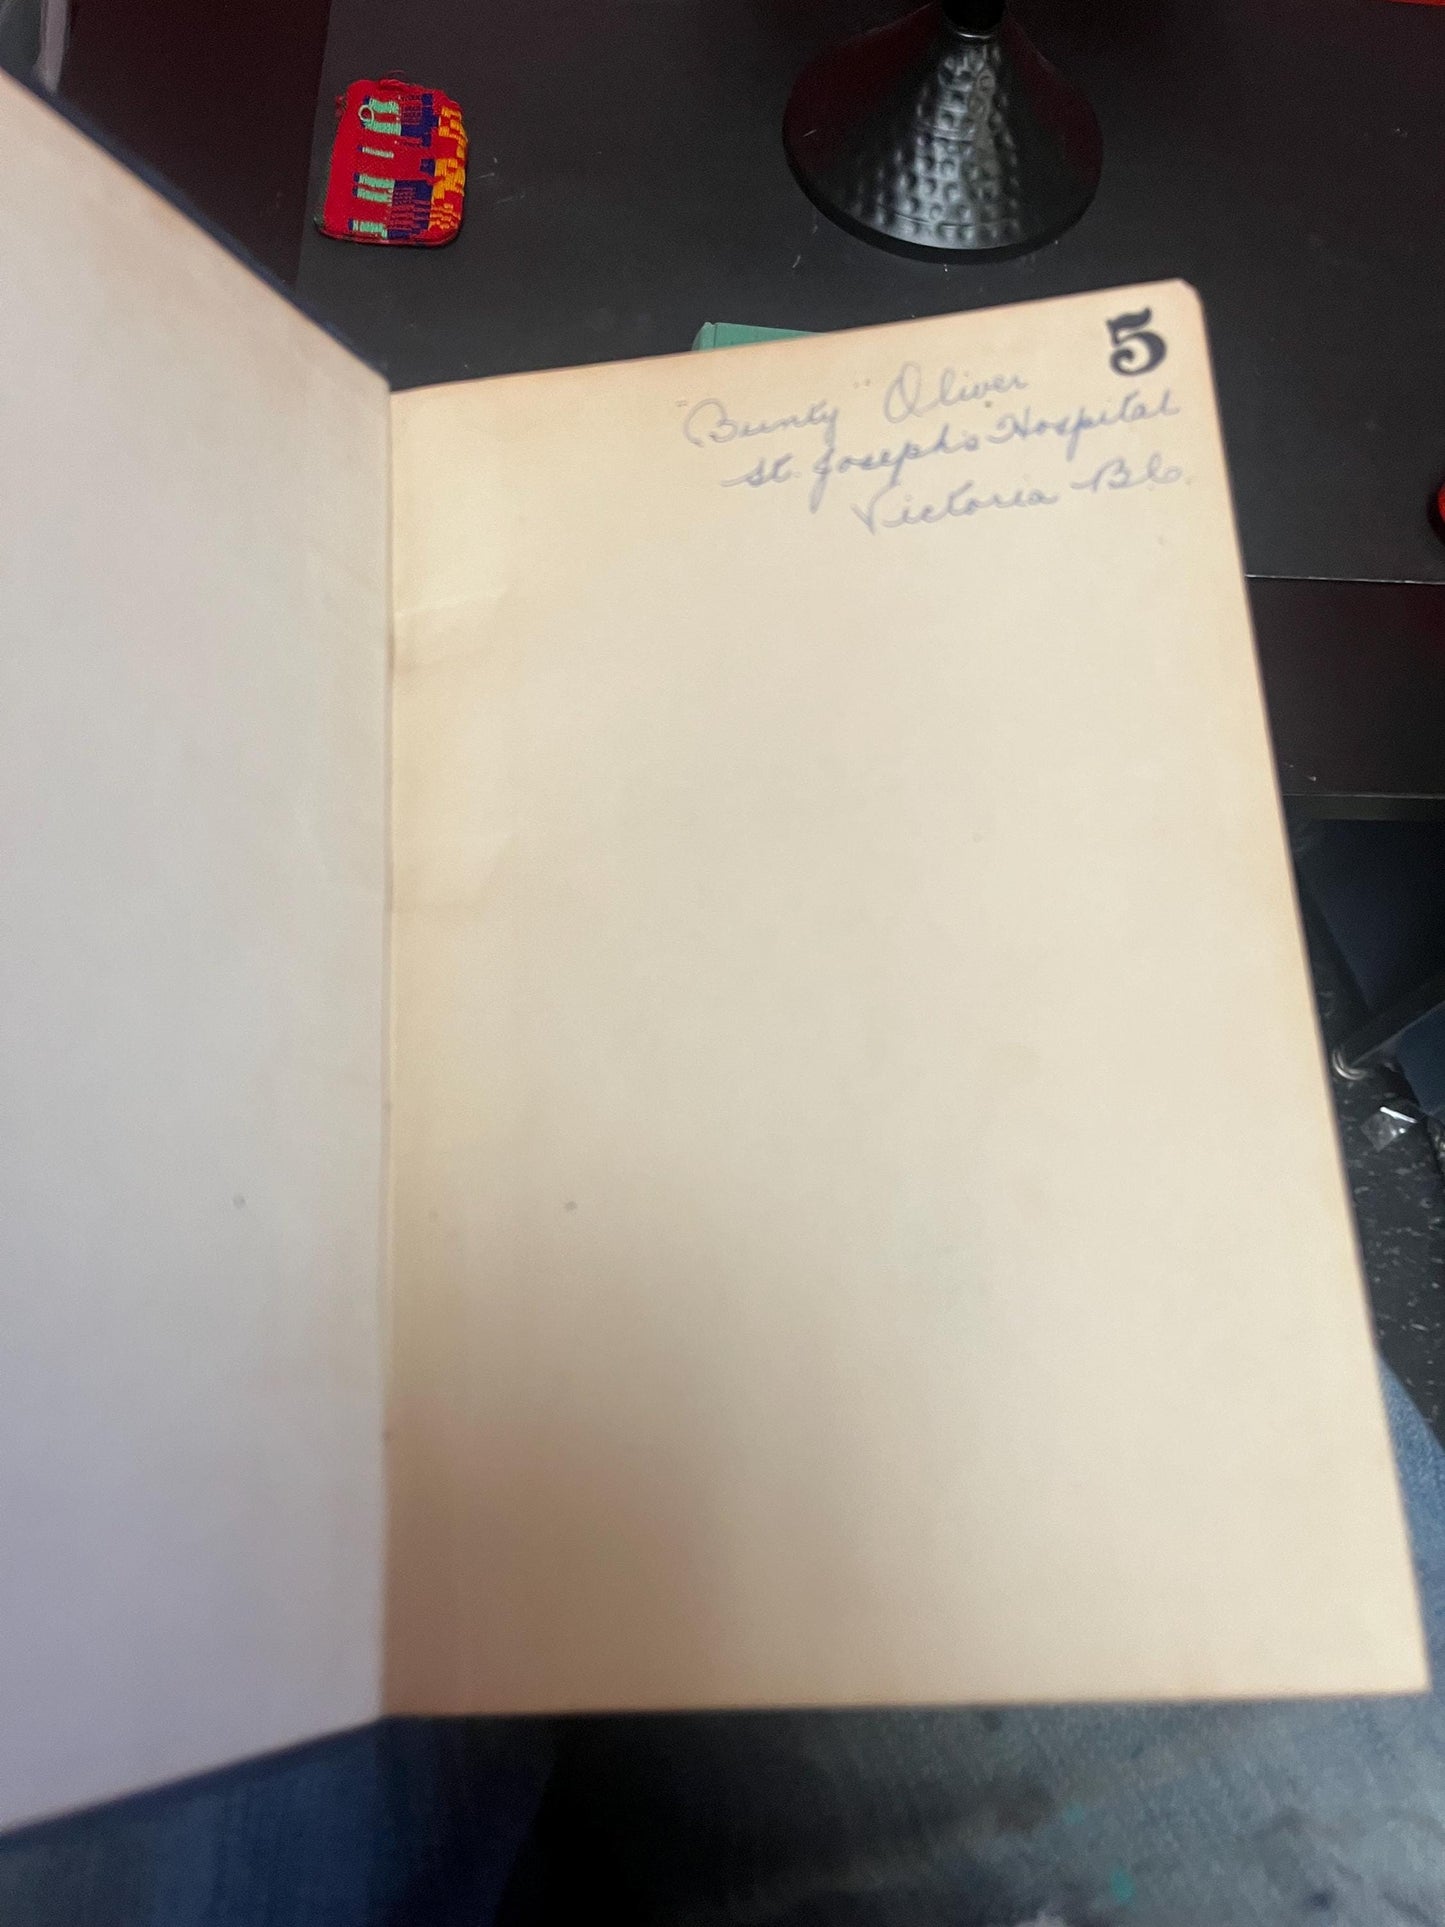 5
"Bunty" Oliver
St. Joseph's Hospital
Victoria B.C.